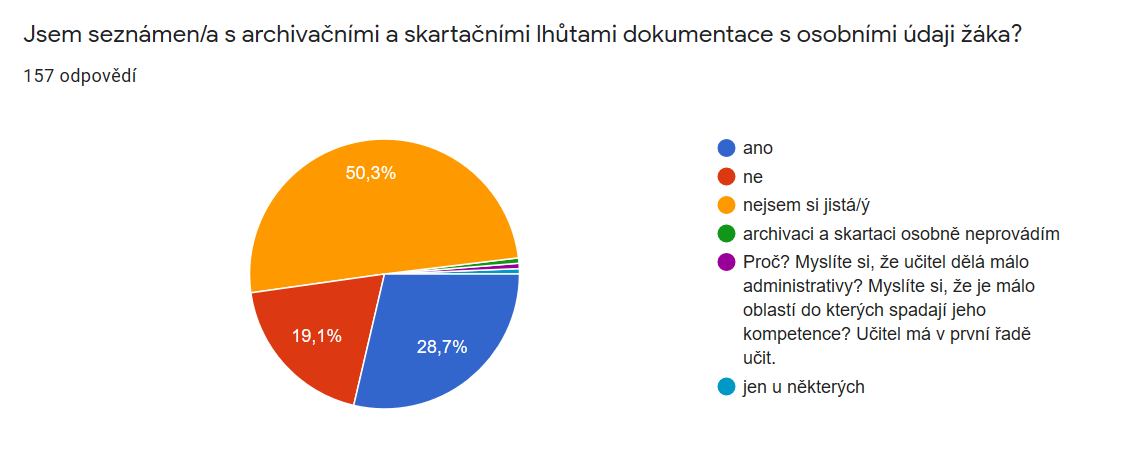 Jsem seznámen/a s archivačními a skartačními lhůtami dokumentace s osobními údaji žáka?
157 odpovědí
50,3%
19,1%
28,7%
ano
ne
nejsem si jistá/ý
archivaci a skartaci osobně neprovádím
Proč? Myslíte si, že učitel dělá málo
administrativy? Myslíte si, že je málo
oblastí do kterých spadají jeho
kompetence? Učitel má v první řadě
učit.
jen u některých